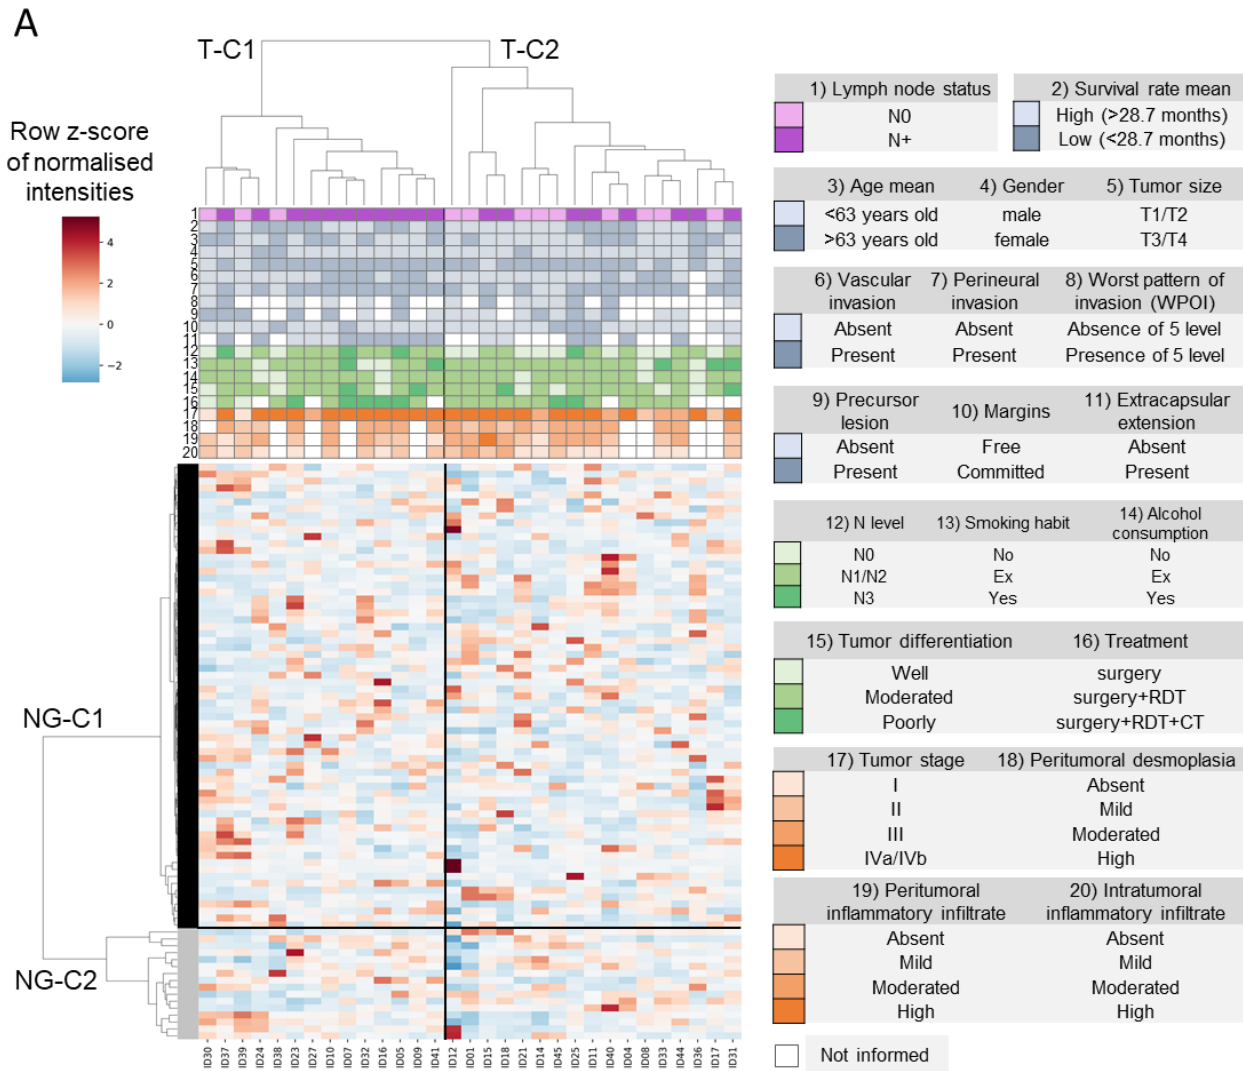 A
T-C1
T-C2
Row z-score
of normalised
intensities
4
2
0
−2
1
2
3
4
5
6
7
8
9
10
11
12
13
14
15
16
17
18
19
20
NG-C1
NG-C2
ID30 ID37 ID39 ID24 ID38 ID23 ID27 ID10 ID07 ID32 ID16 ID05 ID09 ID41 ID12 ID01 ID15 ID18 ID21 ID14 ID45 ID25 ID11 ID40 ID04 ID08 ID33 ID44 ID36 ID17 ID31
1) Lymph node status
N0
N+
2) Survival rate mean
High (>28.7 months)
Low (<28.7 months)
3) Age mean 4) Gender 5) Tumor size
<63 years old male T1/T2
>63 years old female T3/T4
6) Vascular 7) Perineural 8) Worst pattern of
invasion invasion invasion (WPOI)
Absent Absent Absence of 5 level
Present Present Presence of 5 level
9) Precursor 10) Margins 11) Extracapsular
lesion extension
Absent Free Absent
Present Committed Present
12) N level 13) Smoking habit 14) Alcohol
consumption
N0 No No
N1/N2 Ex Ex
N3 Yes Yes
15) Tumor differentiation 16) Treatment
Well surgery
Moderated surgery+RDT
Poorly surgery+RDT+CT
17) Tumor stage 18) Peritumoral desmoplasia
I Absent
II Mild
III Moderated
IVa/IVb High
19) Peritumoral 20) Intratumoral
inflammatory infiltrate inflammatory infiltrate
Absent Absent
Mild Mild
Moderated Moderated
High High
Not informed